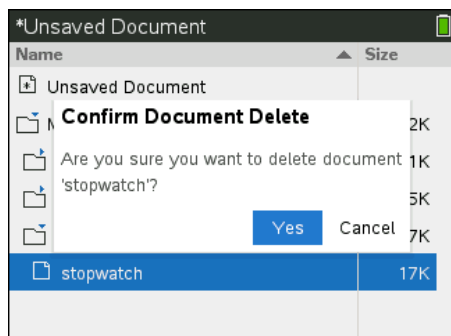 *Unsaved Document
Name Size
Unsaved Document
Confirm Document Delete
2K
Are you sure you want to delete document
'stopwatch'?
1K
5K
Yes Cancel
7K
stopwatch 17K